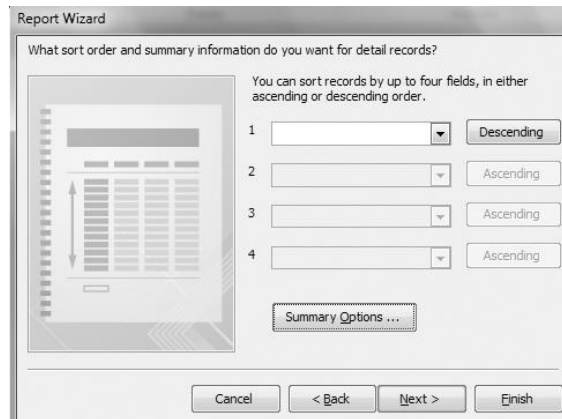 Report Wizard
What sort order and summary information do you want for detail records?
You can sort records by up to four fields, in either
ascending or descending order.
1 Descending
2 Ascending
3 Ascending
4 Ascending
Summary Options ...
Cancel < Back Next > Finish